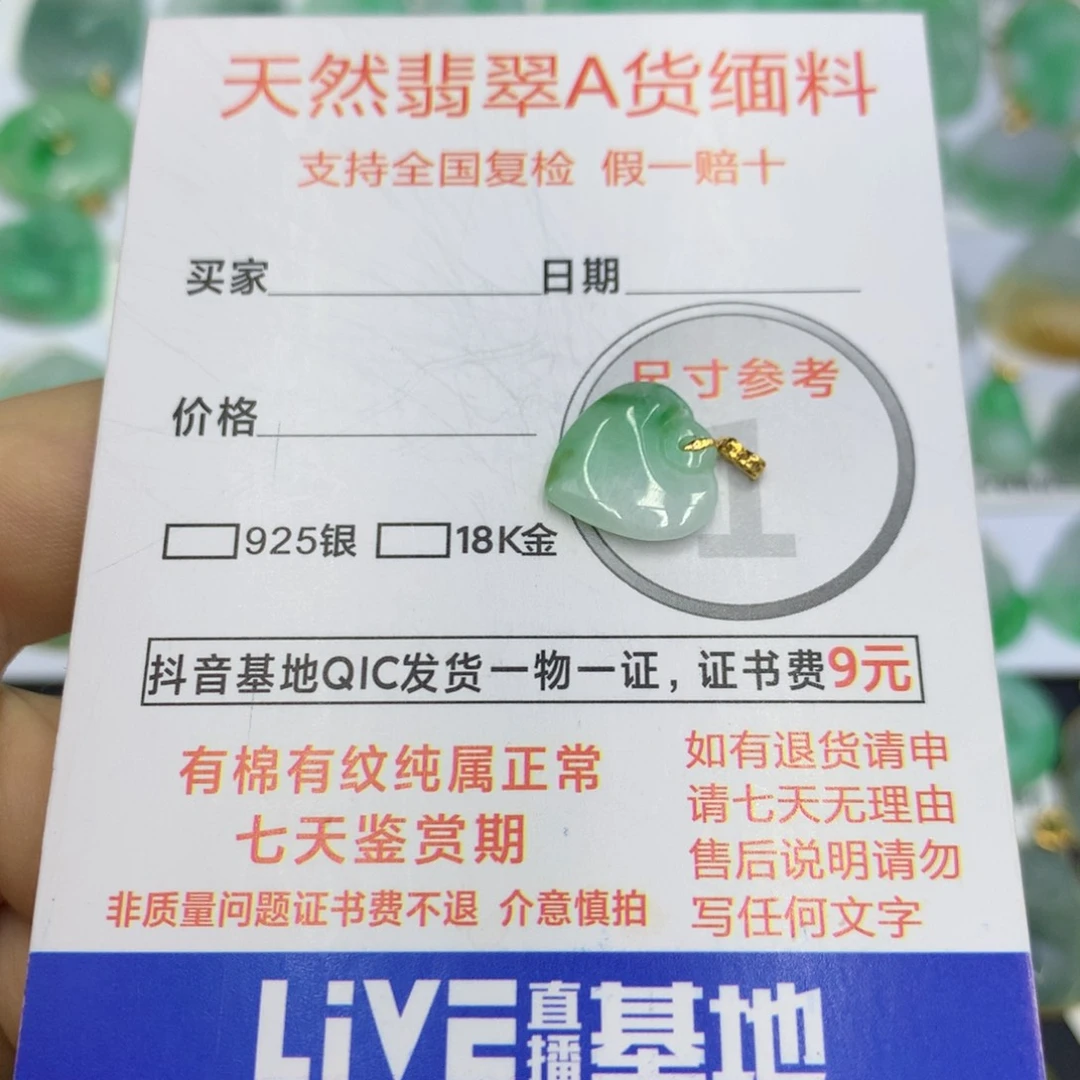 天然翡翠A货缅料
支持全国复检 假一赔十
买家 日期
尺寸参考
1
价格
925银 18K金
抖音基地QIC发货一物一证，证书费9元
有棉有纹纯属正常
七天鉴赏期
非质量问题证书费不退 介意慎拍
如有退货请申
请七天无理由
售后说明请勿
写任何文字
LiVE直播基地